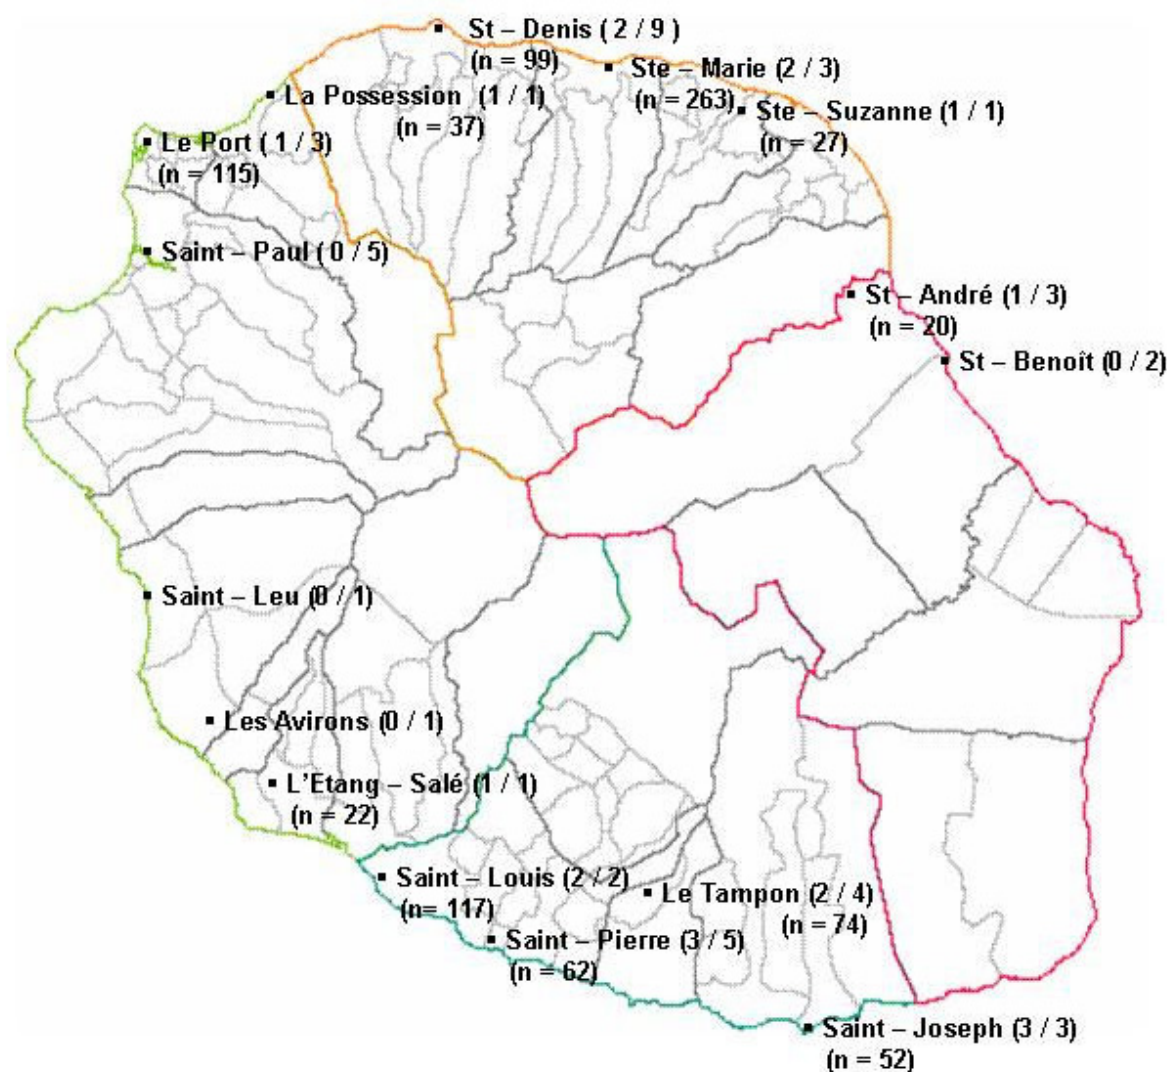 St – Denis ( 2 / 9 )
(n = 99)
Ste – Marie (2 / 3)
(n = 263)
La Possession (1 / 1)
(n = 37)
Ste – Suzanne (1 / 1)
(n = 27)
Le Port ( 1 / 3)
(n = 115)
Saint – Paul ( 0 / 5)
St – André (1 / 3)
(n = 20)
St – Benoît (0 / 2)
Saint – Leu (0 / 1)
Les Avirons (0 / 1)
L'Etang – Salé (1 / 1)
(n = 22)
Saint – Louis (2 / 2)
(n= 117)
Le Tampon (2 / 4)
(n = 74)
Saint – Pierre (3 / 5)
(n = 62)
Saint – Joseph (3 / 3)
(n = 52)